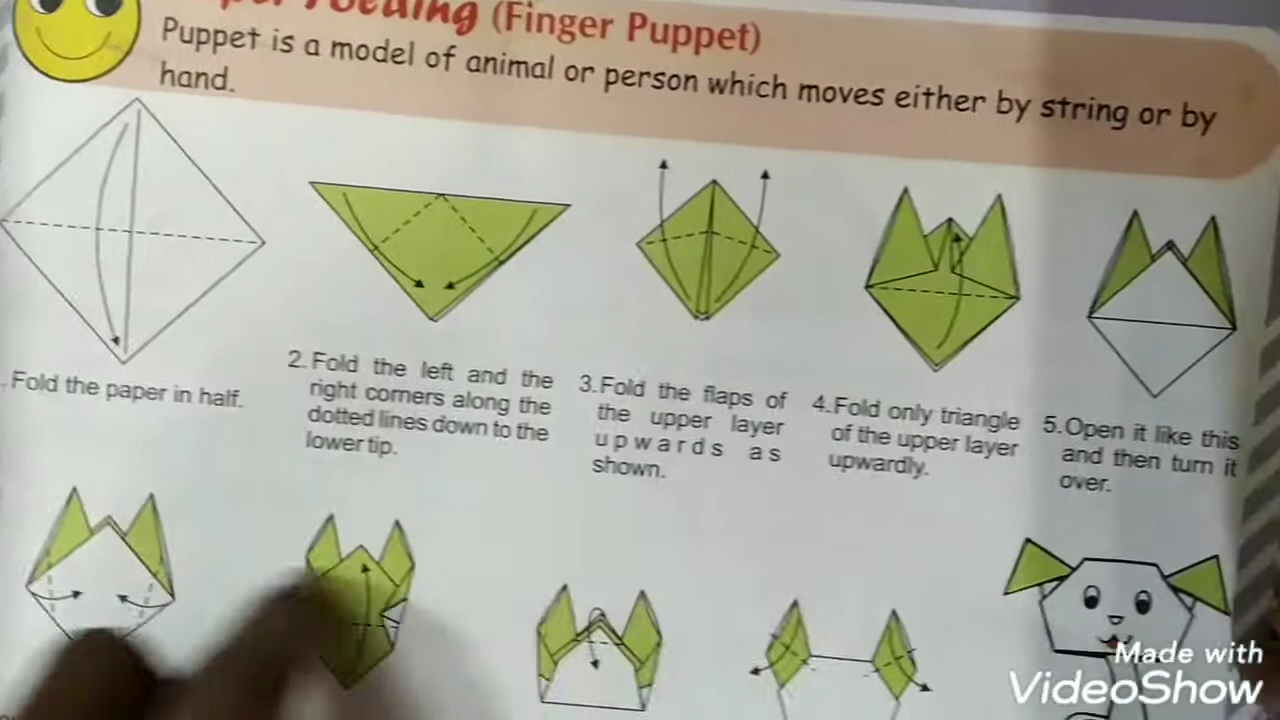 Folding (Finger Puppet)
Puppet is a model of animal or person which moves either by string or by
hand.
Fold the paper in half.
2. Fold the left and the
right corners along the
dotted lines down to the
lower tip.
3.Fold the flaps of
the upper layer
upwards as
shown.
4.Fold only triangle
of the upper layer
upwardly.
5.Open it like this
and then turn it
over.
Made with
VideoShow